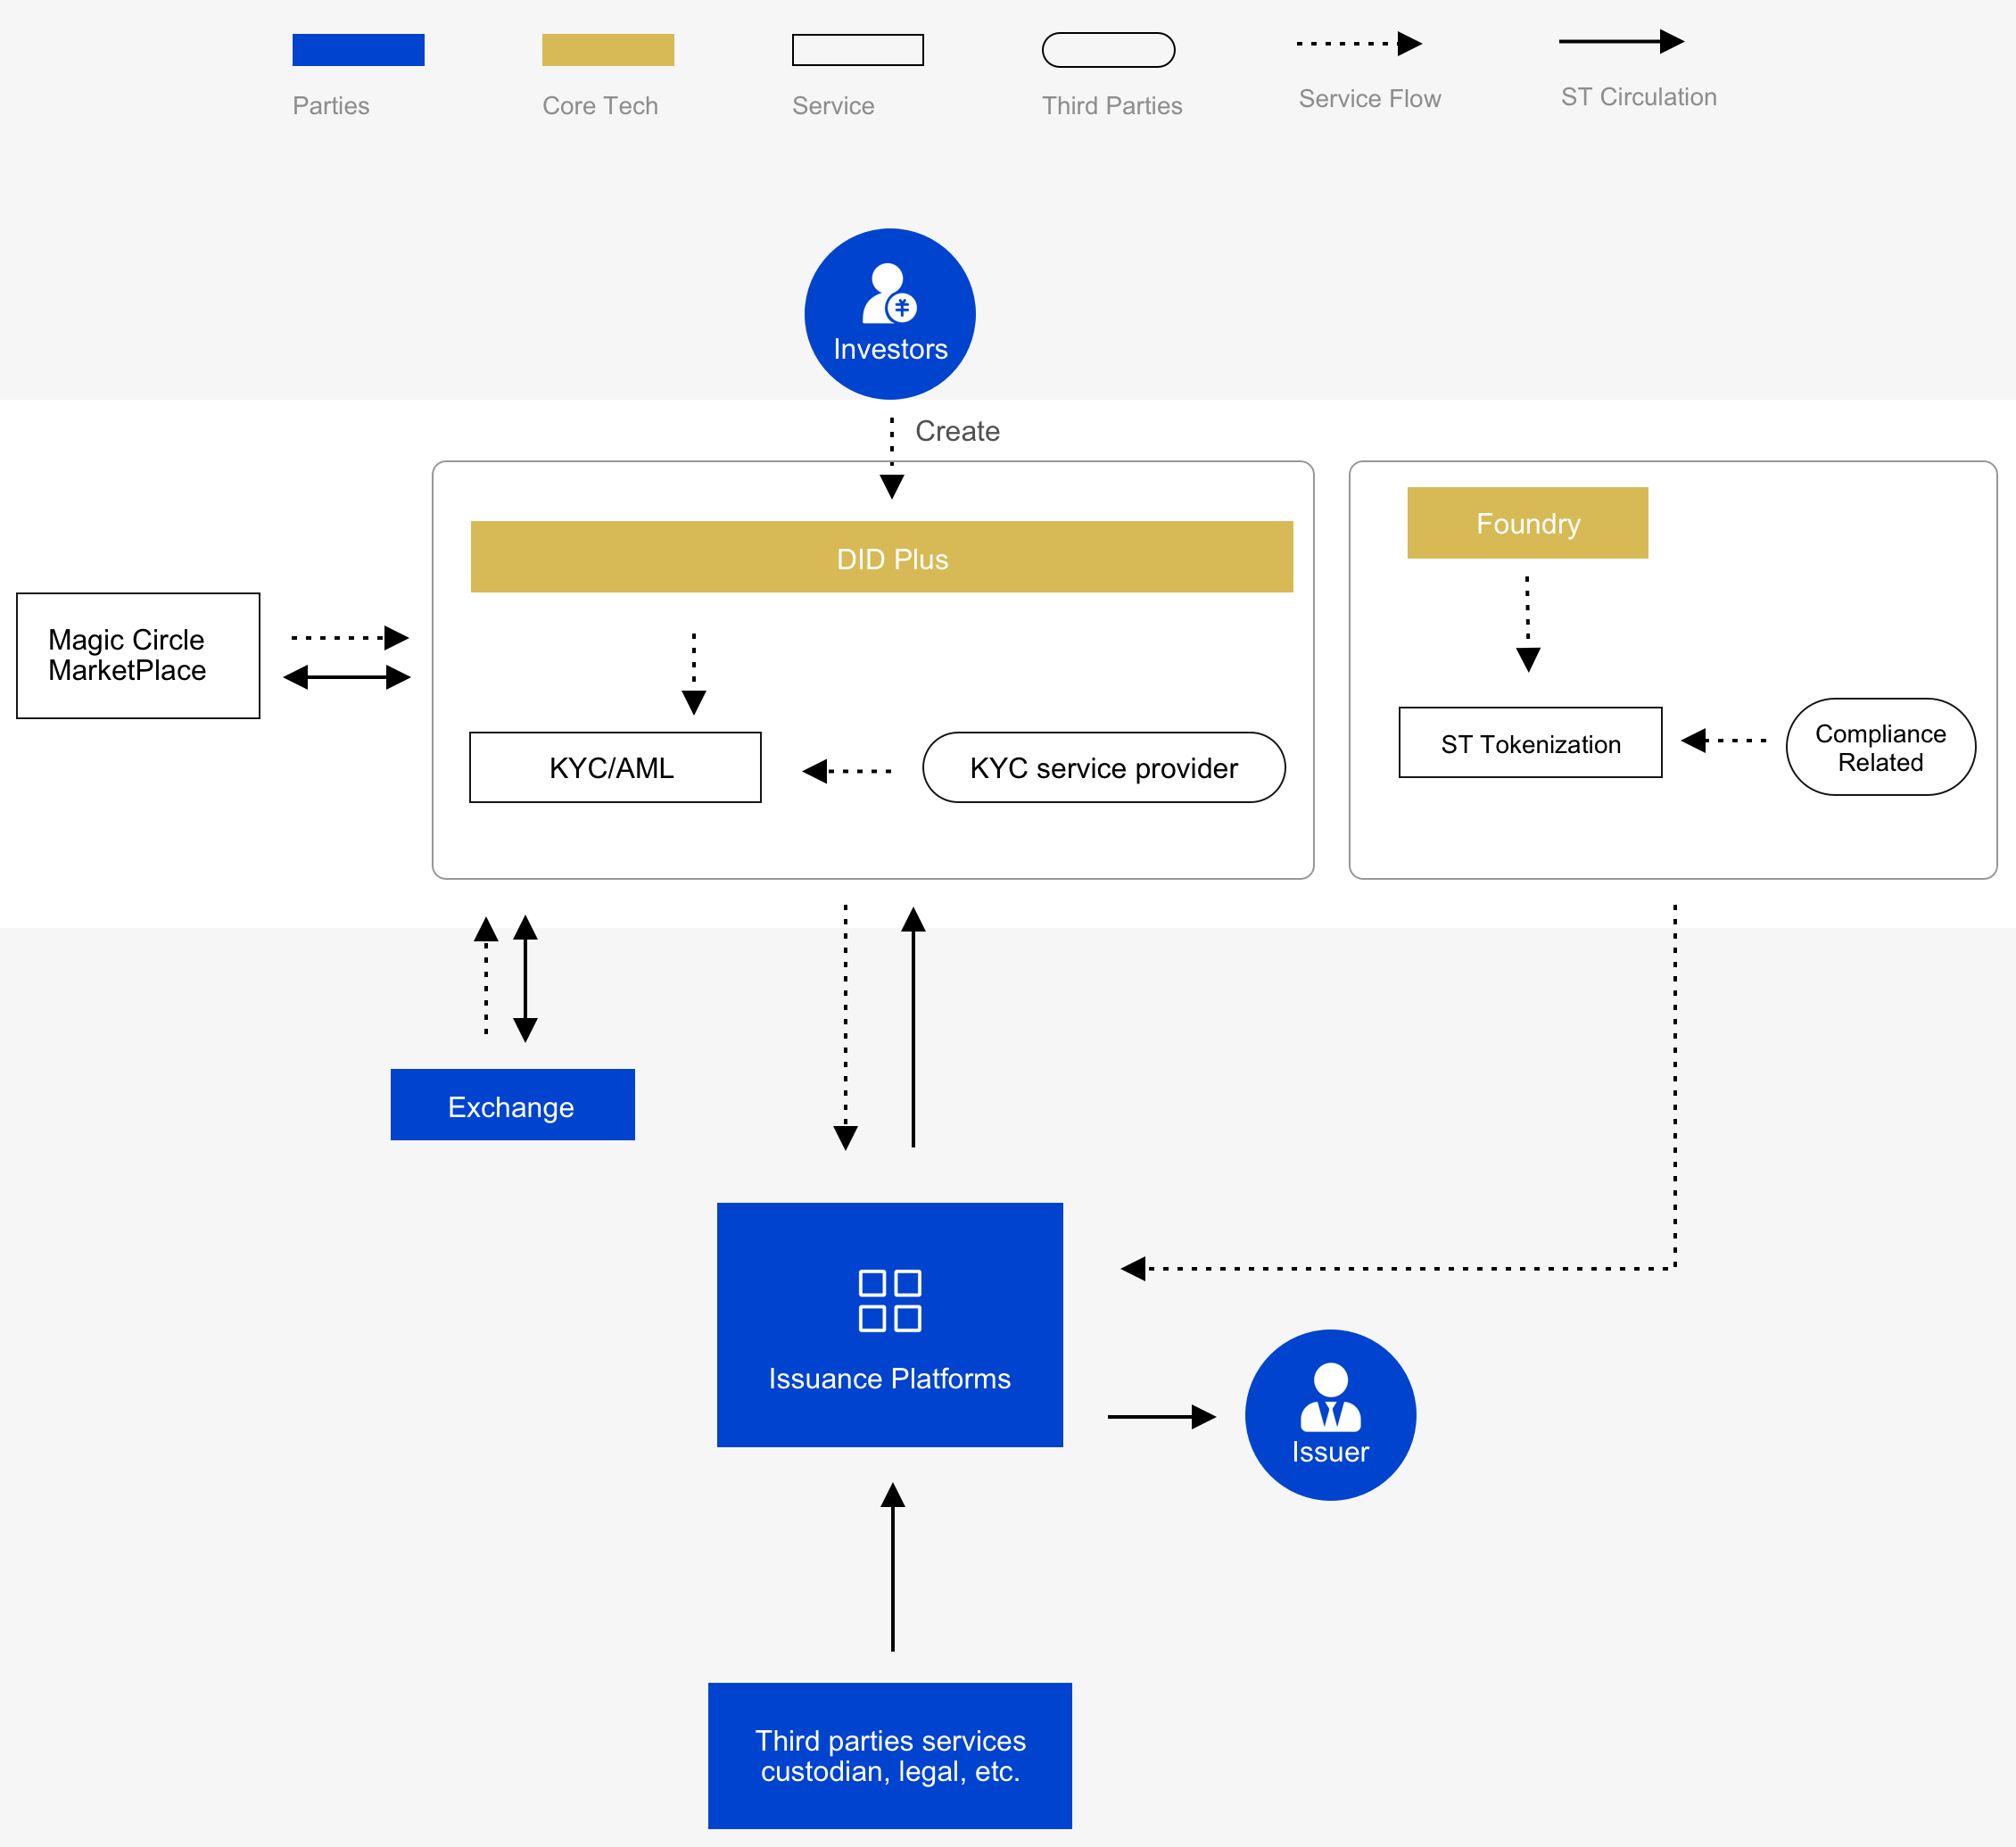 Parties
Core Tech
Service
Third Parties
Service Flow
ST Circulation
Investors
Create
DID Plus
Foundry
Magic Circle
MarketPlace
KYC/AML
KYC service provider
ST Tokenization
Compliance
Related
Exchange
Issuance Platforms
Issuer
Third parties services
custodian, legal, etc.